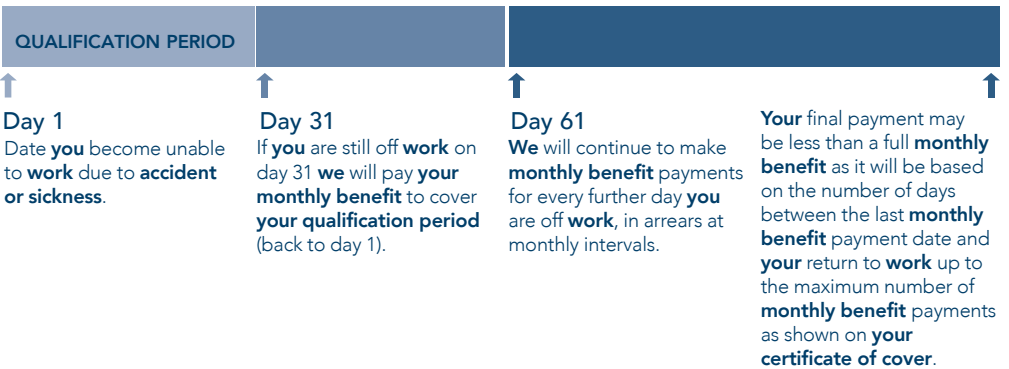 QUALIFICATION PERIOD
Day 1
Date you become unable
to work due to accident
or sickness.
Day 31
If you are still off work on
day 31 we will pay your
monthly benefit to cover
your qualification period
(back to day 1).
Day 61
We will continue to make
monthly benefit payments
for every further day you
are off work, in arrears at
monthly intervals.
Your final payment may
be less than a full monthly
benefit as it will be based
on the number of days
between the last monthly
benefit payment date and
your return to work up to
the maximum number of
monthly benefit payments
as shown on your
certificate of cover.